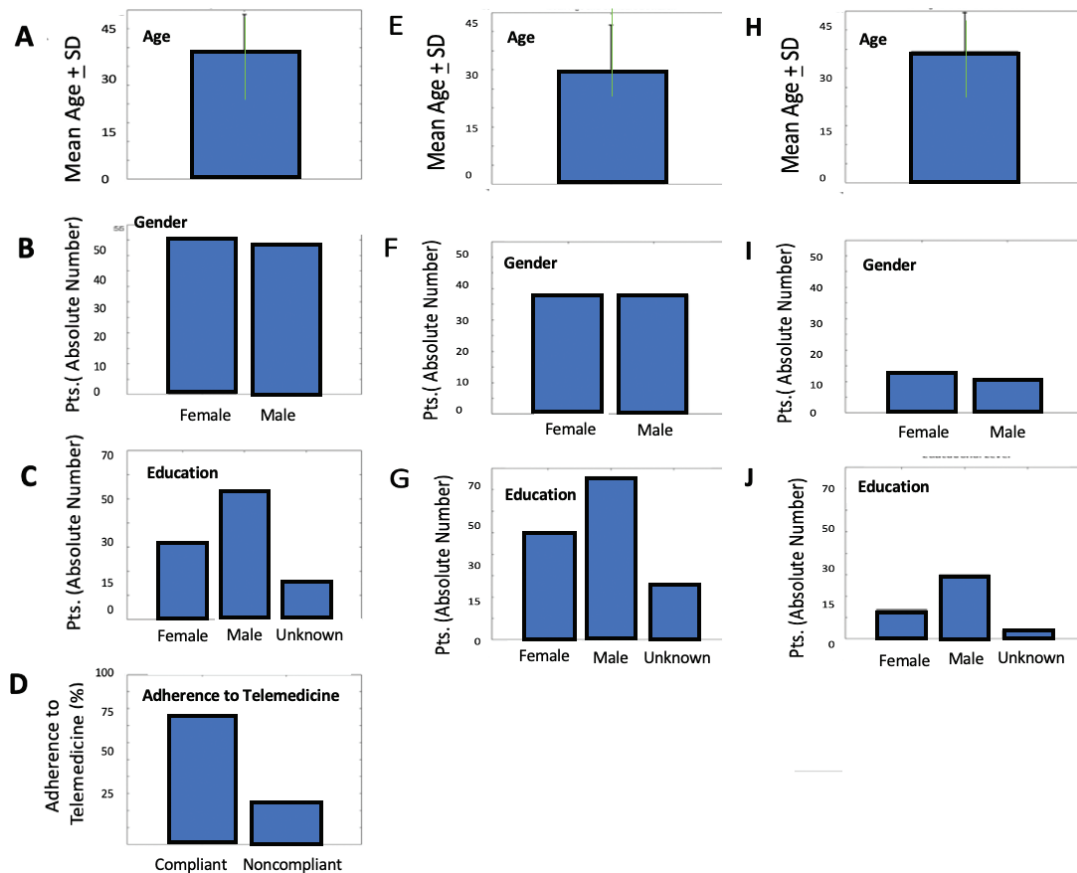 A
Age
Mean Age ± SD
45
30
15
0
B
Gender
Pts.( Absolute Number)
50
40
30
20
10
0
Female Male
C
Education
Pts. (Absolute Number)
70
50
30
15
0
Female Male Unknown
D
Adherence to Telemedicine
Adherence to
Telemedicine (%)
100
75
50
25
Compliant Noncompliant
E
Age
Mean Age ± SD
45
30
15
0
F
Gender
Pts.( Absolute Number)
50
40
30
20
10
0
Female Male
G
Education
Pts. (Absolute Number)
70
50
30
15
0
Female Male Unknown
H
Age
Mean Age ± SD
45
30
15
0
I
Gender
Pts.( Absolute Number)
50
40
30
20
10
0
Female Male
J
Education
Pts. (Absolute Number)
70
50
30
15
0
Female Male Unknown